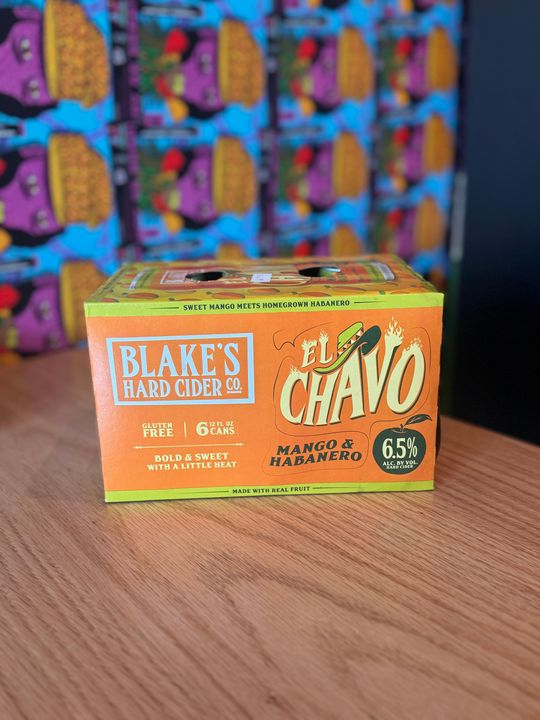 SWEET MANGO MEETS HOMEGROWN HABANERO
BLAKE'S
HARD CIDER CO.
GLUTEN
FREE
6 12 FL OZ
CANS
BOLD & SWEET
WITH A LITTLE HEAT
EL
CHAVO
MANGO &
HABANERO
6.5%
ALC. BY VOL.
HARD CIDER
MADE WITH REAL FRUIT